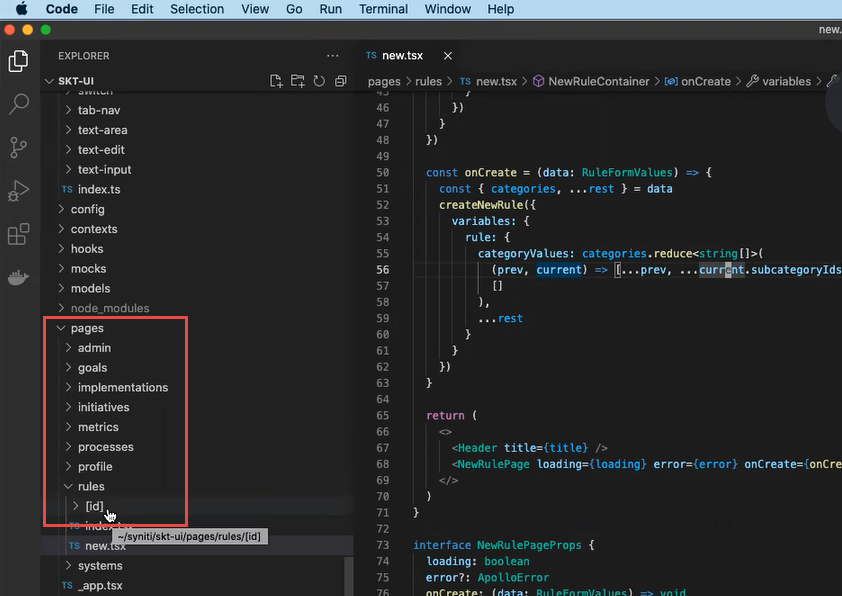 Code File Edit Selection View Go Run Terminal Window Help
new.
EXPLORER ...
TS new.tsx ×
SKT-UI
pages > rules > TS new.tsx > NewRuleContainer > onCreate > variables >
switch
tab-nav
text-area
text-edit
text-input
TS index.ts
config
contexts
hooks
mocks
models
node_modules
pages
admin
goals
implementations
initiatives
metrics
processes
profile
rules
[id]
TS index.tsx
~/syniti/skt-ui/pages/rules/[id]
TS new.tsx
systems
TS _app.tsx
45 }
46 })
47 }
48 })
49
50 const onCreate = (data: RuleFormValues) => {
51 const { categories, ...rest } = data
52 createNewRule({
53 variables: {
54 rule: {
55 categoryValues: categories.reduce<string[]>(
56 (prev, current) => [...prev, ...current.subcategoryIds
57 []
58 ),
59 ...rest
60 }
61 }
62 })
63 }
64
65 return (
66 <>
67 <Header title={title} />
68 <NewRulePage loading={loading} error={error} onCreate={onCre
69 </>
70 )
71 }
72
73 interface NewRulePageProps {
74 loading: boolean
75 error?: ApolloError
76 onCreate: (data: RuleFormValues) => void